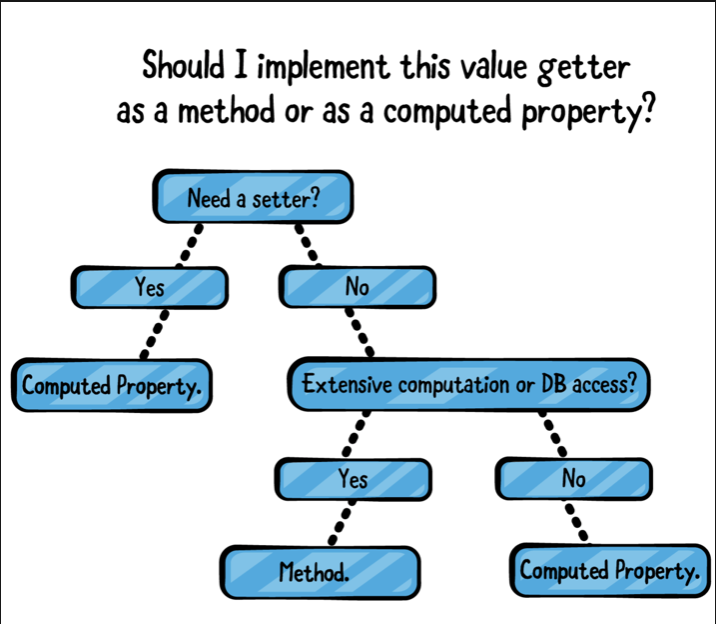 Should I implement this value getter
as a method or as a computed property?
Need a setter?
Yes
No
Computed Property.
Extensive computation or DB access?
Yes
No
Method.
Computed Property.